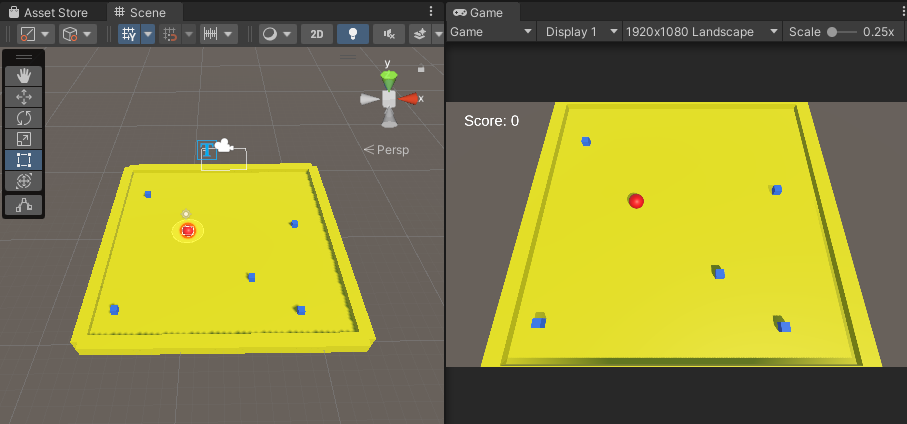 Asset Store
Scene
2D
y
x
Persp
Game
Game
Display 1
1920x1080 Landscape
Scale
0.25x
Score: 0